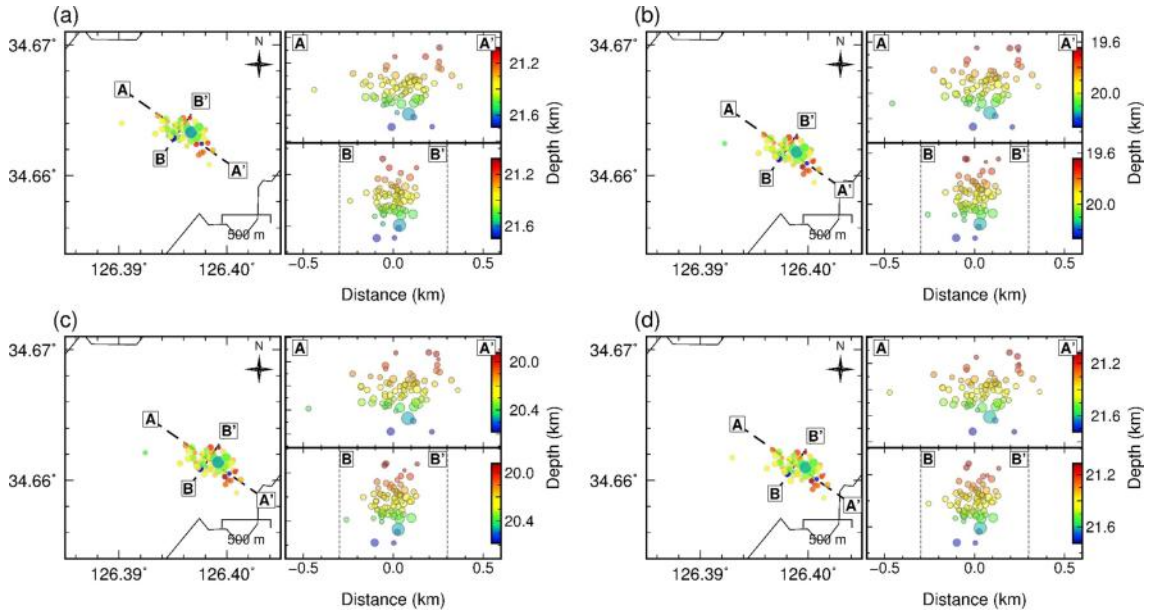 (a)
34.67°
34.66°
126.39° 126.40°
N
A
B'
B
A'
500 m
A A'
B B'
21.2
21.6
21.2
21.6
Depth (km)
−0.5 0.0 0.5
Distance (km)
(b)
34.67°
34.66°
126.39° 126.40°
N
A
B'
B
A'
500 m
A A'
B B'
19.6
20.0
19.6
20.0
Depth (km)
−0.5 0.0 0.5
Distance (km)
(c)
34.67°
34.66°
126.39° 126.40°
N
A
B'
B
A'
500 m
A A'
B B'
20.0
20.4
20.0
20.4
Depth (km)
−0.5 0.0 0.5
Distance (km)
(d)
34.67°
34.66°
126.39° 126.40°
N
A
B'
B
A'
500 m
A A'
B B'
21.2
21.6
21.2
21.6
Depth (km)
−0.5 0.0 0.5
Distance (km)